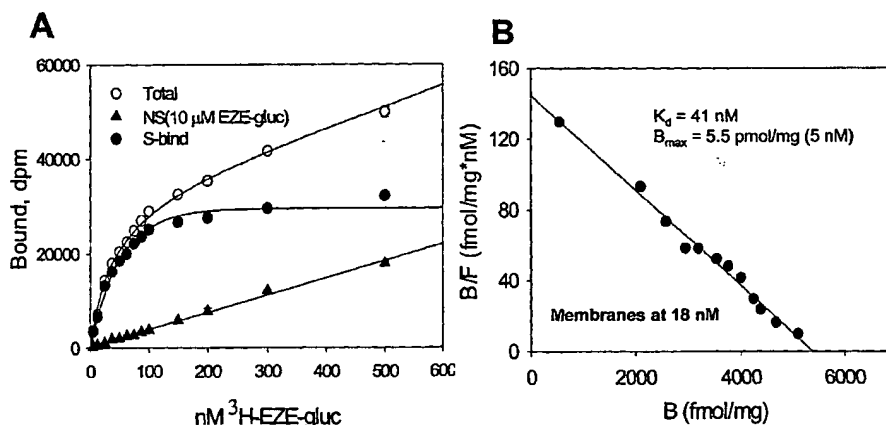 A
60000
40000
20000
0
Bound, dpm
Total
NS(10 μM EZE-gluc)
S-bind
0 100 200 300 400 500 600
nM ³H-EZE-gluc
B
160
120
80
40
0
B/F (fmol/mg*nM)
K_d = 41 nM
B_max = 5.5 pmol/mg (5 nM)
Membranes at 18 nM
0 2000 4000 6000
B (fmol/mg)